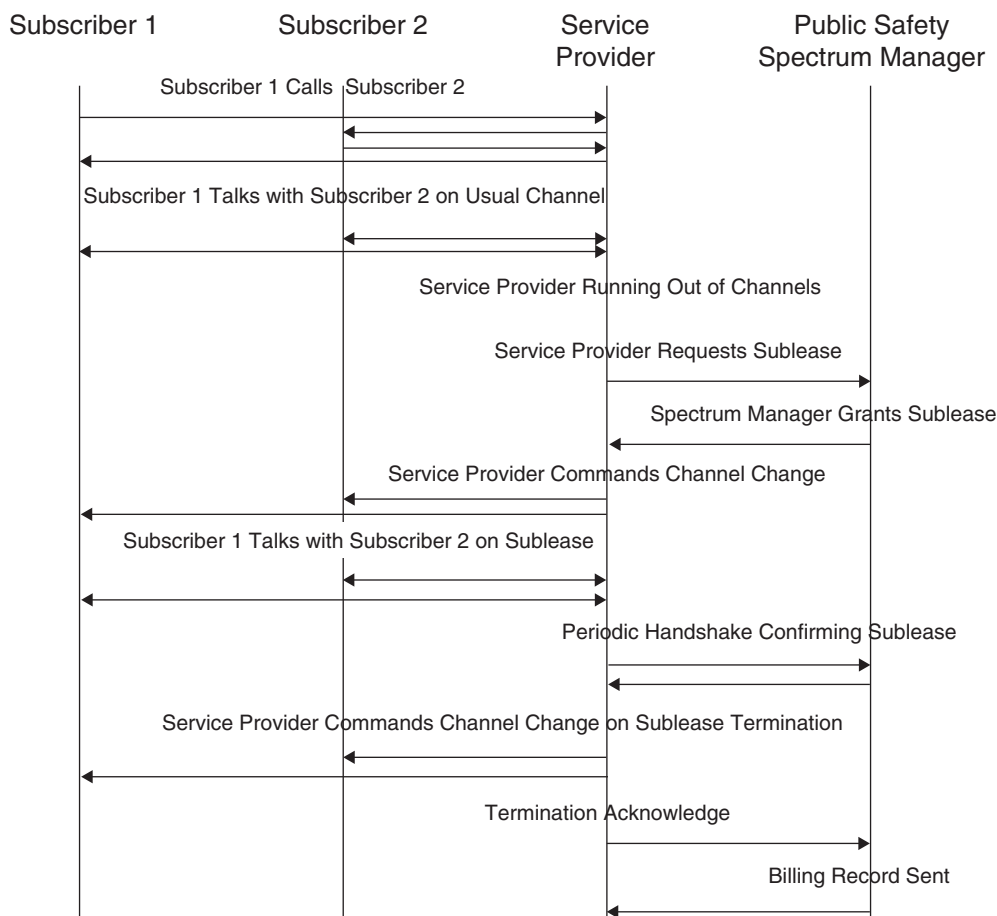 Subscriber 1
Subscriber 2
Service
Provider
Public Safety
Spectrum Manager
Subscriber 1 Calls Subscriber 2
Subscriber 1 Talks with Subscriber 2 on Usual Channel
Service Provider Running Out of Channels
Service Provider Requests Sublease
Spectrum Manager Grants Sublease
Service Provider Commands Channel Change
Subscriber 1 Talks with Subscriber 2 on Sublease
Periodic Handshake Confirming Sublease
Service Provider Commands Channel Change on Sublease Termination
Termination Acknowledge
Billing Record Sent